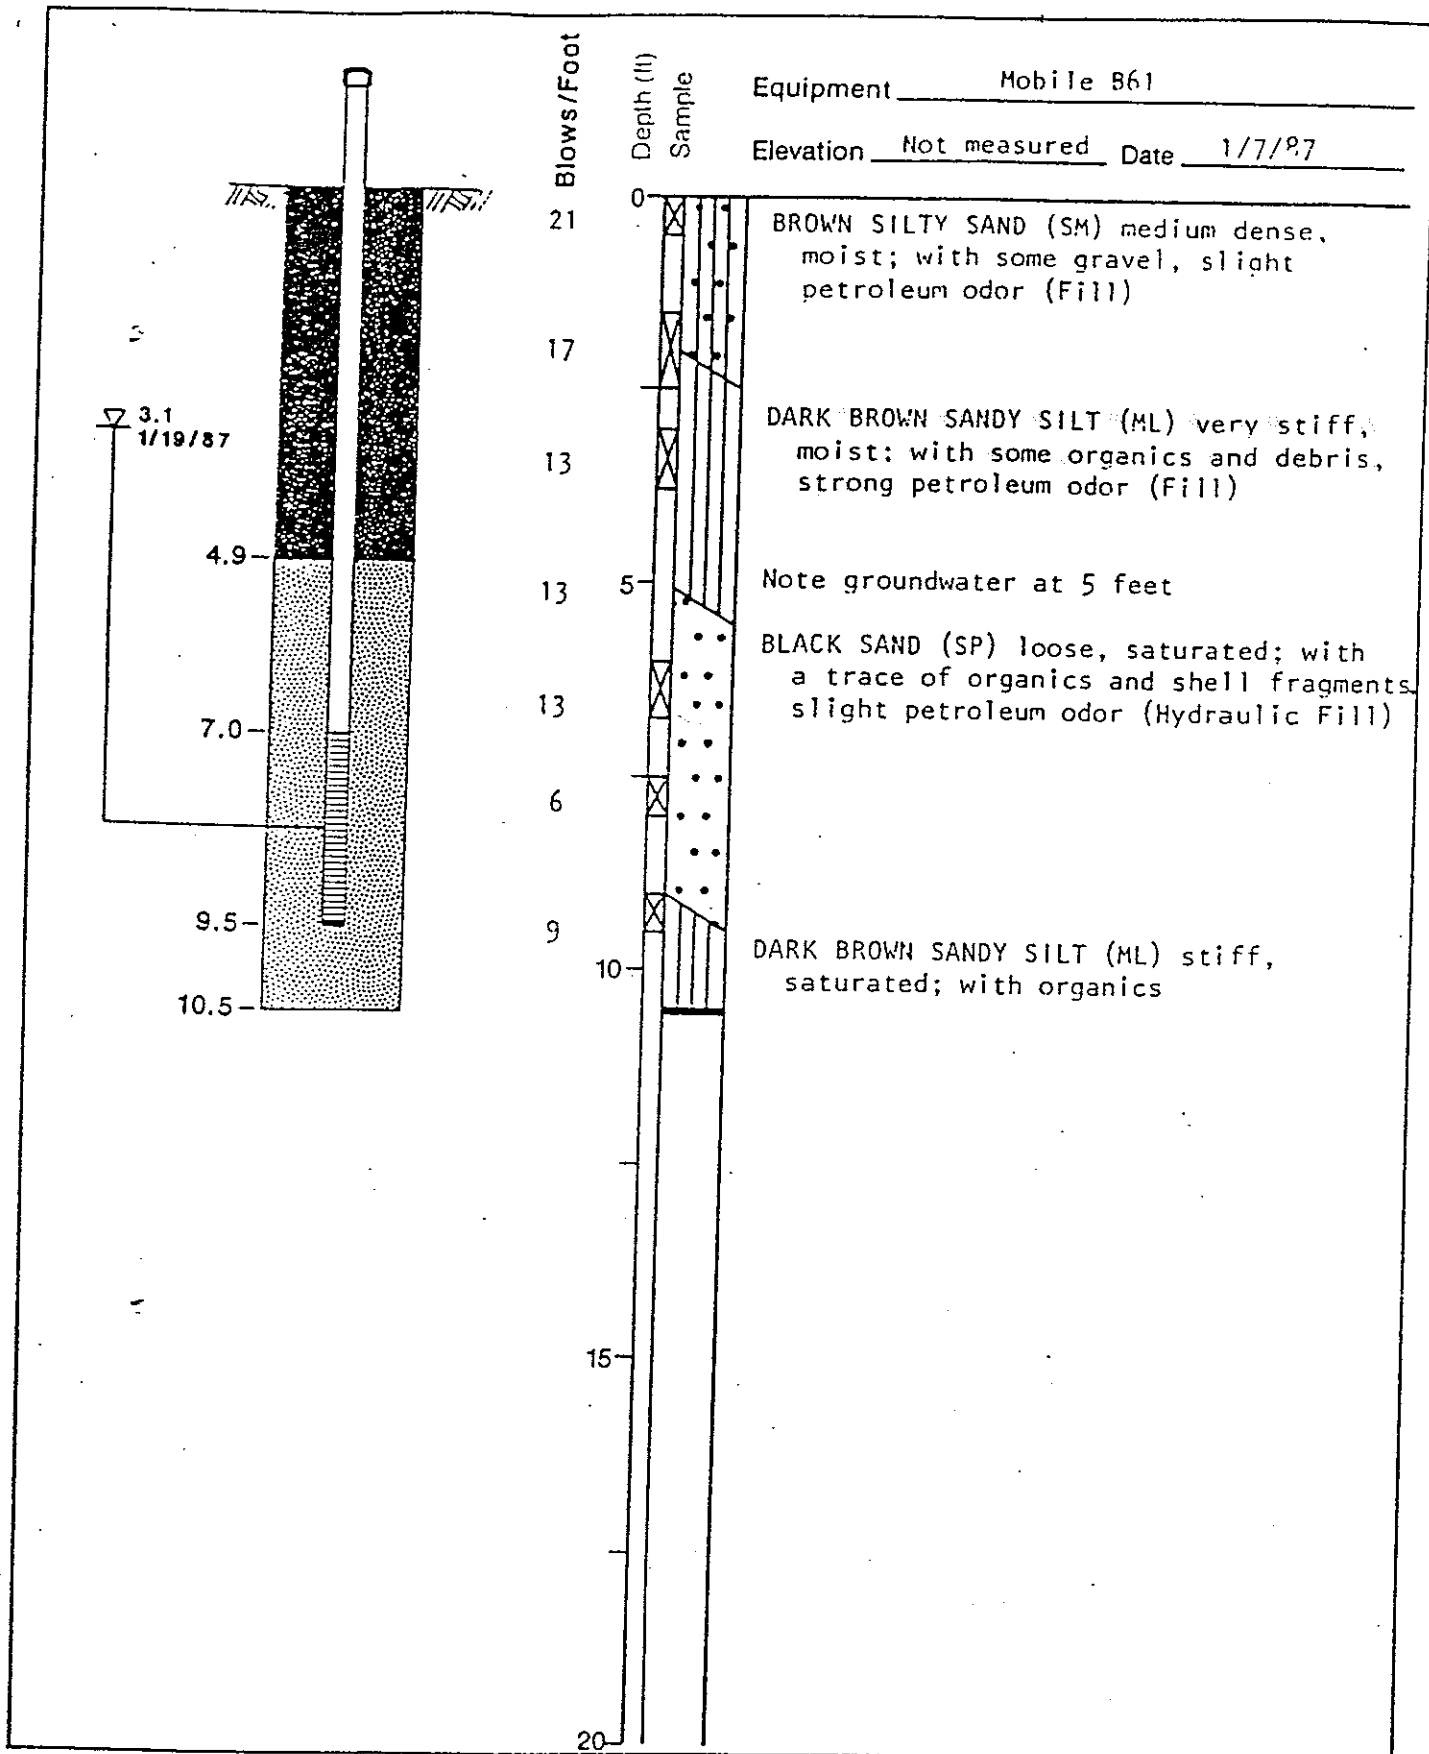 Blows/Foot
Depth (ft)
Sample
Equipment Mobile B61
Elevation Not measured Date 1/7/87
0
21
BROWN SILTY SAND (SM) medium dense,
moist; with some gravel, slight
petroleum odor (Fill)
17
3.1
1/19/87
DARK BROWN SANDY SILT (ML) very stiff,
moist; with some organics and debris,
strong petroleum odor (Fill)
13
4.9
5
13
Note groundwater at 5 feet
BLACK SAND (SP) loose, saturated; with
a trace of organics and shell fragments.
slight petroleum odor (Hydraulic Fill)
13
7.0
6
9.5
9
DARK BROWN SANDY SILT (ML) stiff,
saturated; with organics
10
10.5
15
20